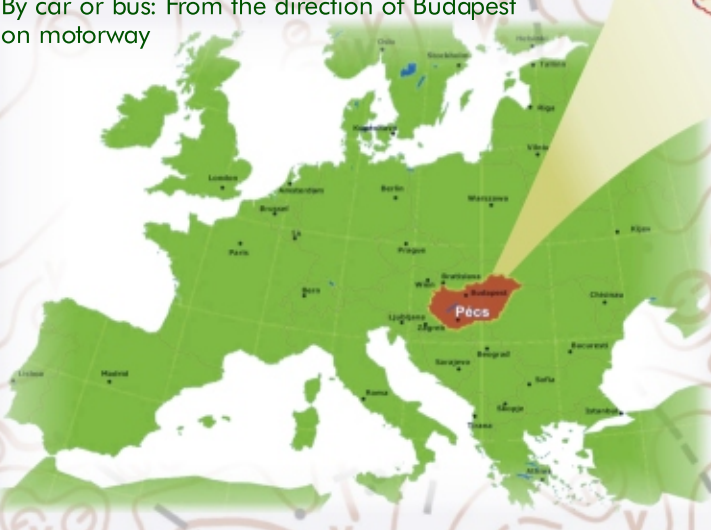 By car or bus: From the direction of Budapest
on motorway
Oslo
Stockholm
Helsinki
Tallinn
Riga
Vilnius
London
Amsterdam
Berlin
Warszawa
Brussel
Paris
Kijev
Bratislava
Wien
Budapest
Pécs
Bern
Ljubljana
Zagreb
Chisinau
Beograd
Bucuresti
Sarajevo
Lisboa
Madrid
Roma
Sofia
Skopje
Tirana
Istanbul